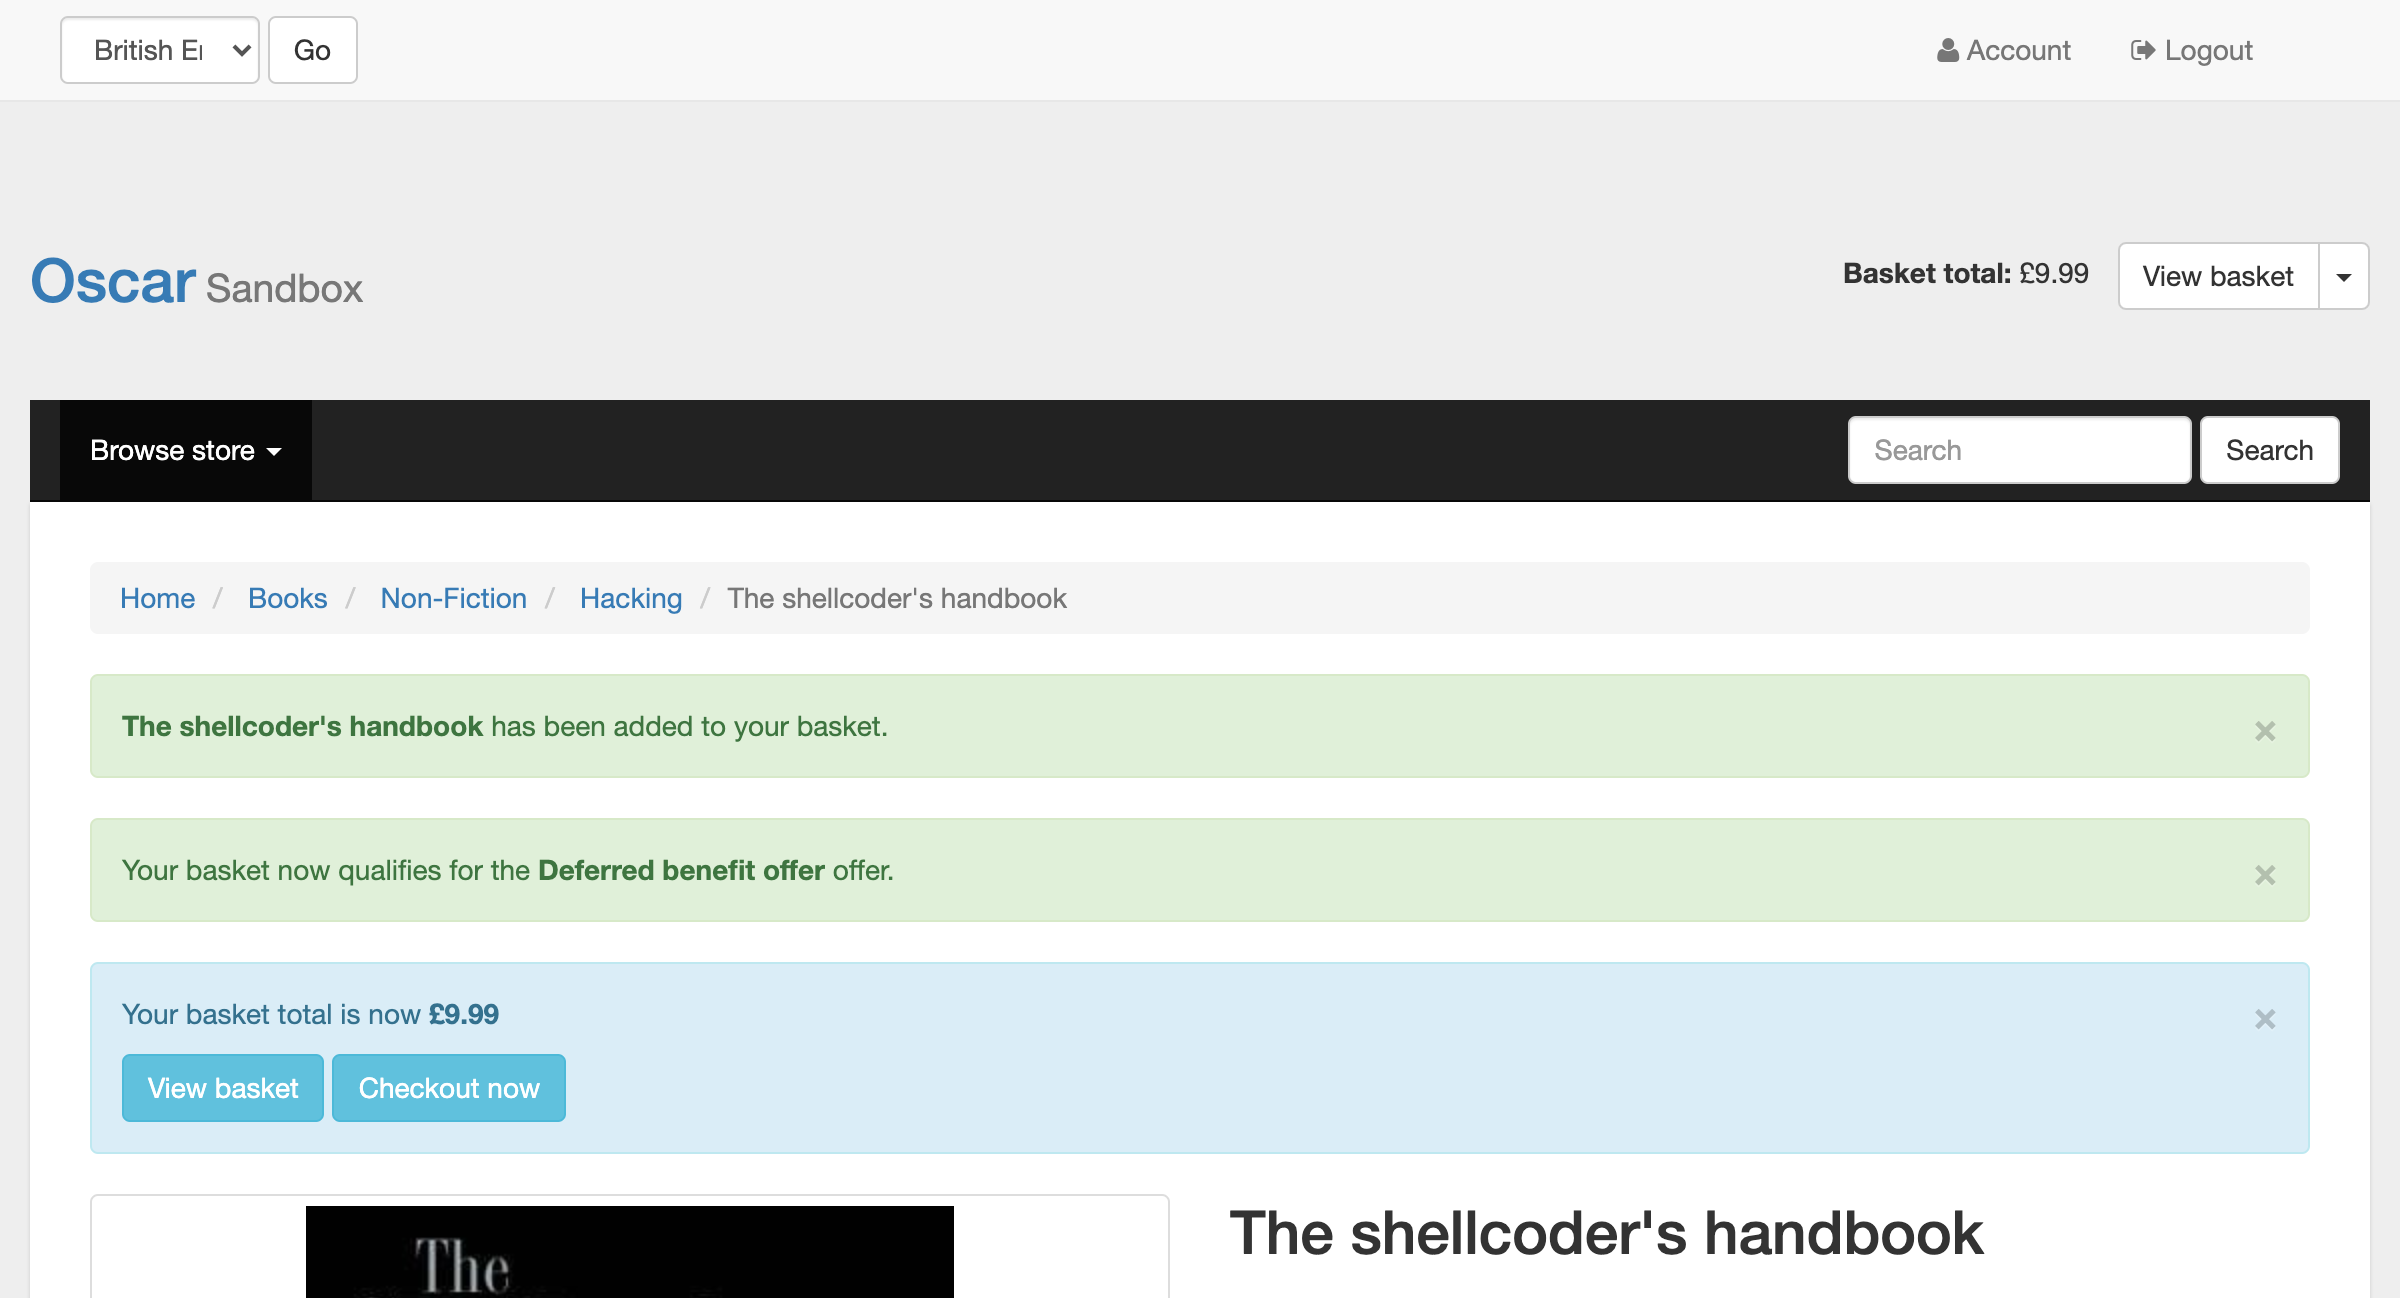 British Er
Go
Account
Logout
Oscar Sandbox
Basket total: £9.99
View basket
Browse store
Search
Search
Home / Books / Non-Fiction / Hacking / The shellcoder's handbook
The shellcoder's handbook has been added to your basket.
×
Your basket now qualifies for the Deferred benefit offer offer.
×
Your basket total is now £9.99
×
View basket
Checkout now
The shellcoder's handbook
The